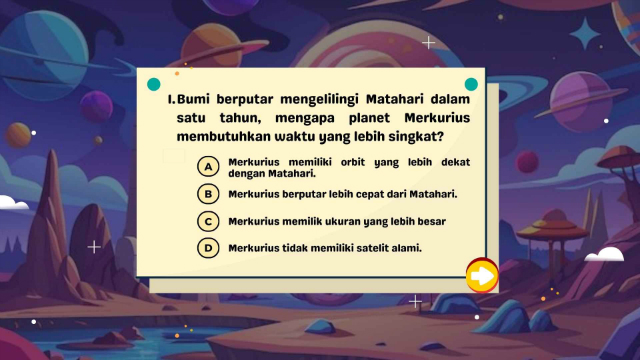 1. Bumi berputar mengelilingi Matahari dalam
satu tahun, mengapa planet Merkurius
membutuhkan waktu yang lebih singkat?
A Merkurius memiliki orbit yang lebih dekat
dengan Matahari.
B Merkurius berputar lebih cepat dari Matahari.
C Merkurius memilik ukuran yang lebih besar
D Merkurius tidak memiliki satelit alami.